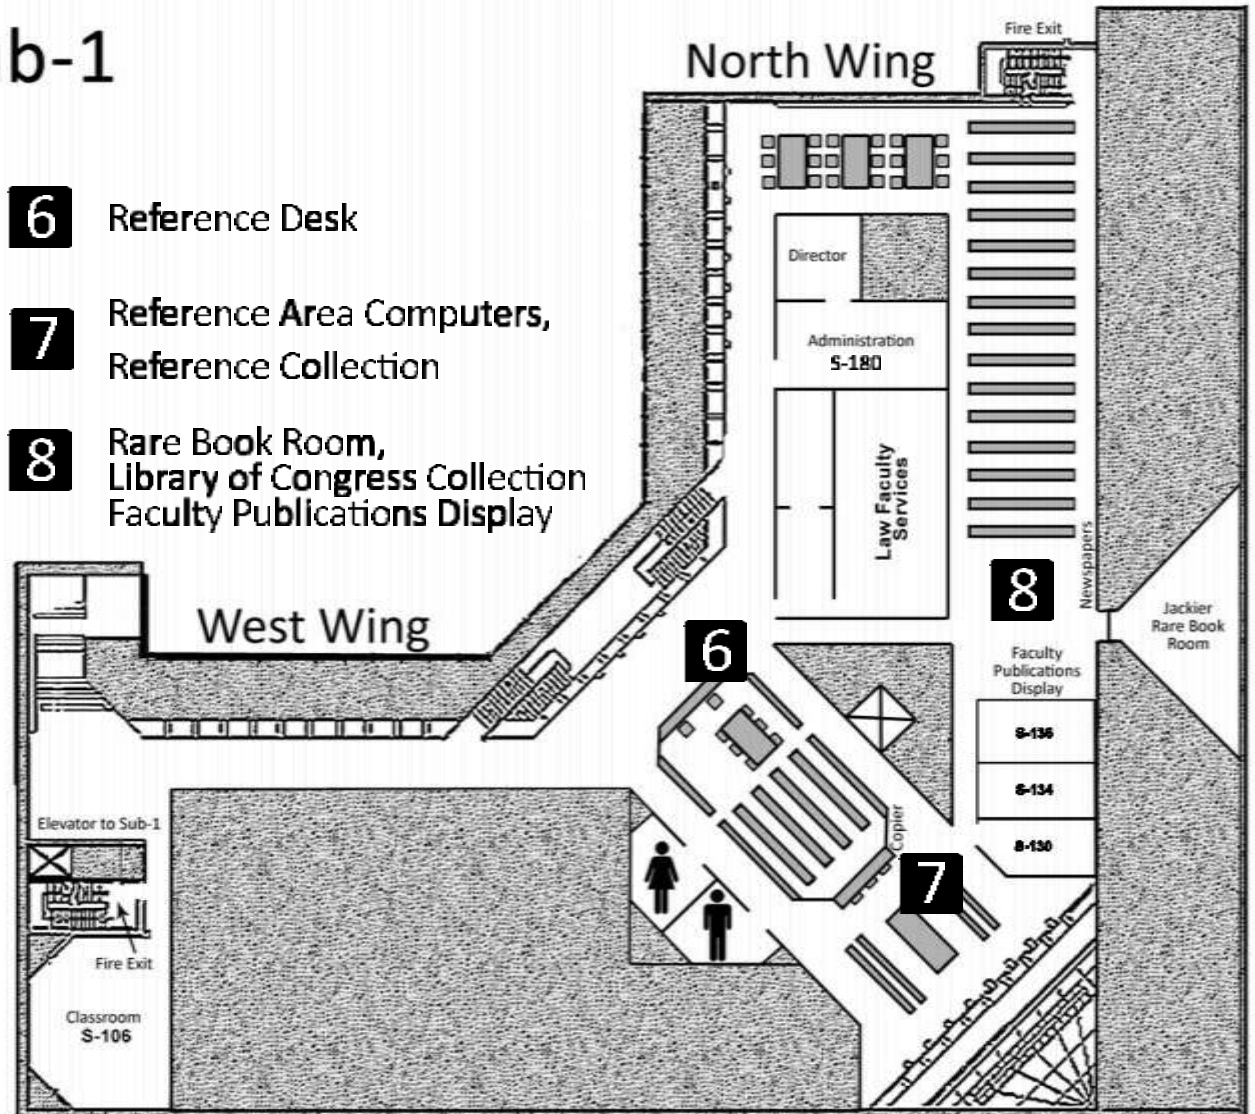 b-1
North Wing
Fire Exit
6 Reference Desk
7 Reference Area Computers,
Reference Collection
8 Rare Book Room,
Library of Congress Collection
Faculty Publications Display
Director
Administration
S-180
Law Faculty
Services
Newspapers
8
Jackier
Rare Book
Room
West Wing
6
Faculty
Publications
Display
S-136
S-134
S-130
Copier
7
Elevator to Sub-1
Fire Exit
Classroom
S-106